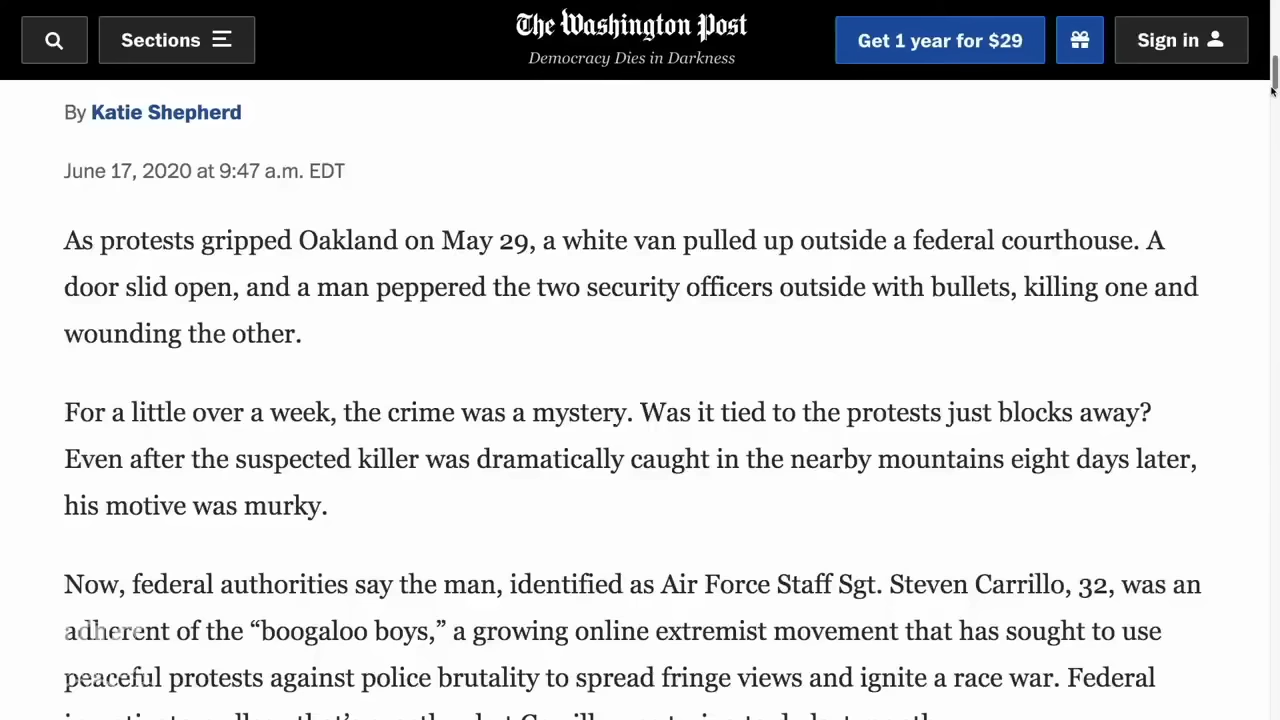 Sections
The Washington Post
Democracy Dies in Darkness
Get 1 year for $29
Sign in
By Katie Shepherd
June 17, 2020 at 9:47 a.m. EDT
As protests gripped Oakland on May 29, a white van pulled up outside a federal courthouse. A
door slid open, and a man peppered the two security officers outside with bullets, killing one and
wounding the other.
For a little over a week, the crime was a mystery. Was it tied to the protests just blocks away?
Even after the suspected killer was dramatically caught in the nearby mountains eight days later,
his motive was murky.
Now, federal authorities say the man, identified as Air Force Staff Sgt. Steven Carrillo, 32, was an
adherent of the “boogaloo boys,” a growing online extremist movement that has sought to use
peaceful protests against police brutality to spread fringe views and ignite a race war. Federal